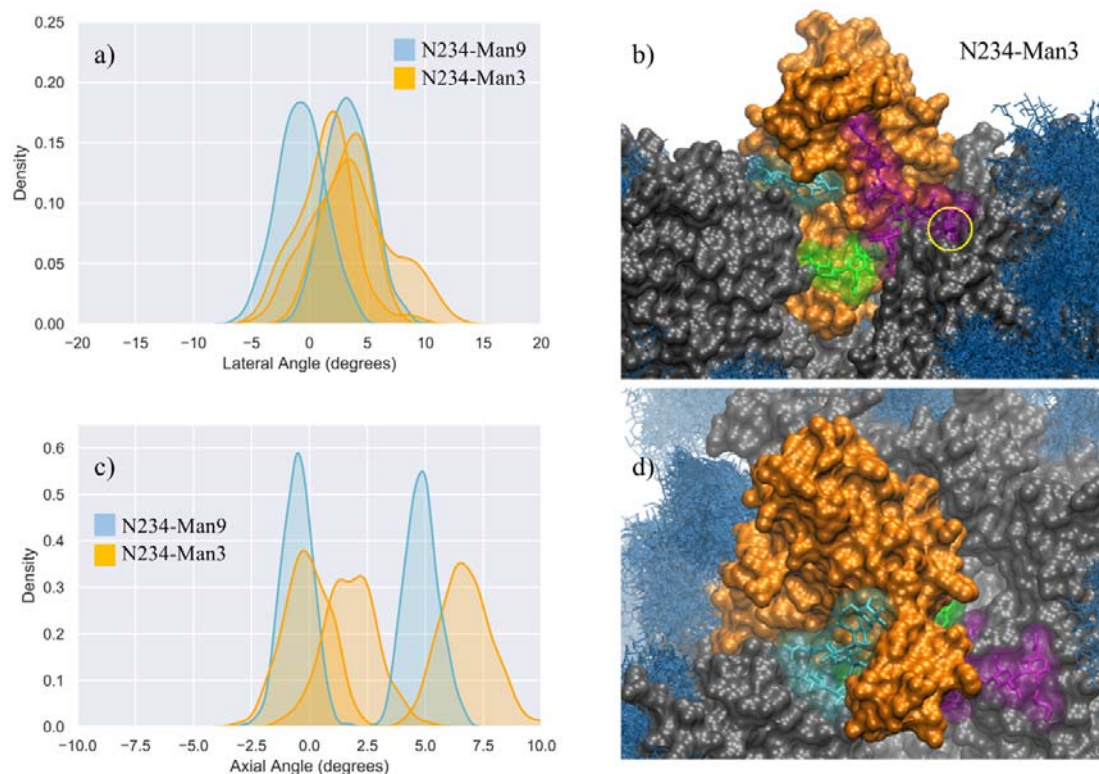 a)
N234-Man9
N234-Man3
0.25
0.20
0.15
0.10
0.05
0.00
Density
−20 −15 −10 −5 0 5 10 15 20
Lateral Angle (degrees)
b)
N234-Man3
c)
N234-Man9
N234-Man3
0.6
0.5
0.4
0.3
0.2
0.1
0.0
Density
−10.0 −7.5 −5.0 −2.5 0.0 2.5 5.0 7.5 10.0
Axial Angle (degrees)
d)